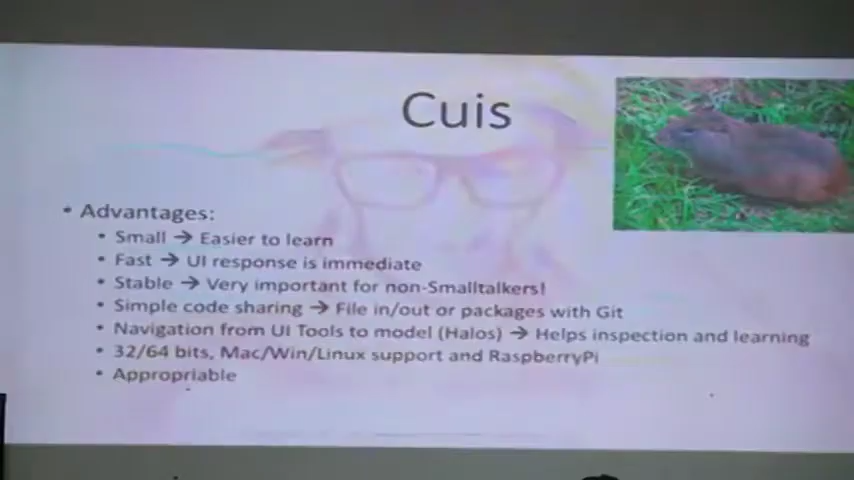 Cuis
• Advantages:
• Small → Easier to learn
• Fast → UI response is immediate
• Stable → Very important for non-Smalltalkers!
• Simple code sharing → File in/out or packages with Git
• Navigation from UI Tools to model (Halos) → Helps inspection and learning
• 32/64 bits, Mac/Win/Linux support and RaspberryPi
• Appropriable